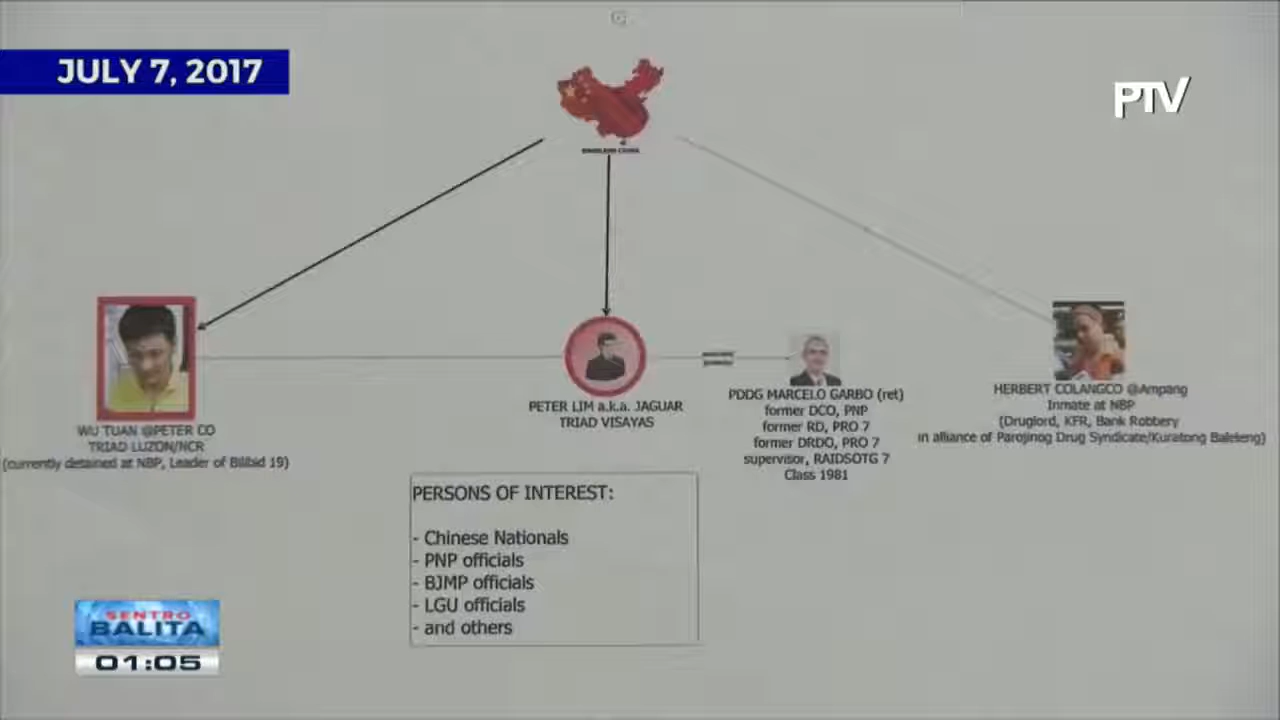 JULY 7, 2017
PTV
WU TUAN @PETER CO
TRIAD LUZON/NCR
(currently detained at NBP, Leader of Bilibid 19)
PETER LIM a.k.a. JAGUAR
TRIAD VISAYAS
PDDG MARCELO GARBO (ret)
former DCO, PNP
former RD, PRO 7
former DRDO, PRO 7
supervisor, RAIDSOTG 7
Class 1981
HERBERT COLANGCO @Ampang
Inmate at NBP
(Druglord, KFR, Bank Robbery
in alliance of Parojinog Drug Syndicate/Kuratong Baleleng)
PERSONS OF INTEREST:
- Chinese Nationals
- PNP officials
- BJMP officials
- LGU officials
- and others
SENTRO
BALITA
01:05